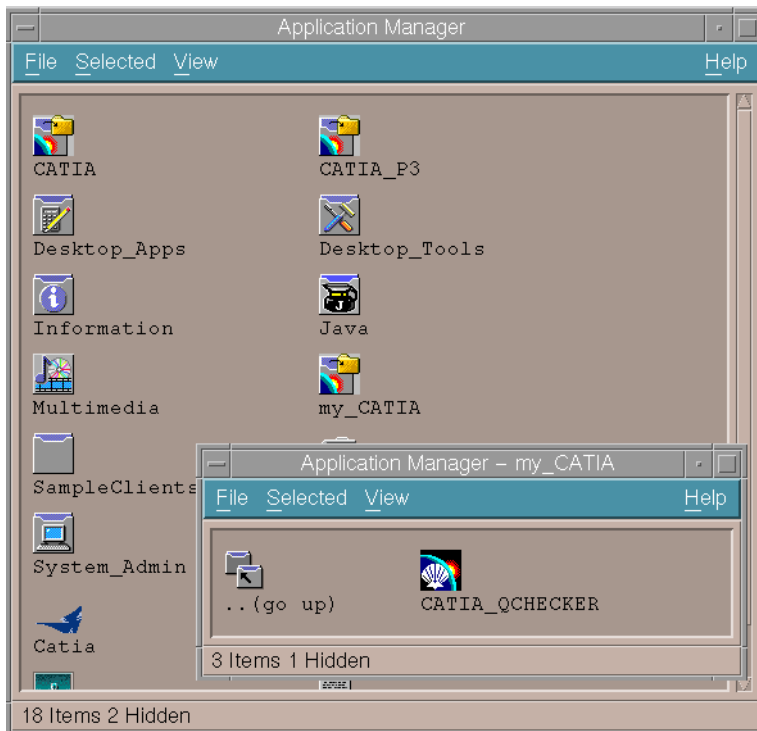 Application Manager
File Selected View Help
CATIA CATIA_P3
Desktop_Apps Desktop_Tools
Information Java
Multimedia my_CATIA
SampleClients
System_Admin
Catia
18 Items 2 Hidden
Application Manager – my_CATIA
File Selected View Help
..(go up) CATIA_QCHECKER
3 Items 1 Hidden